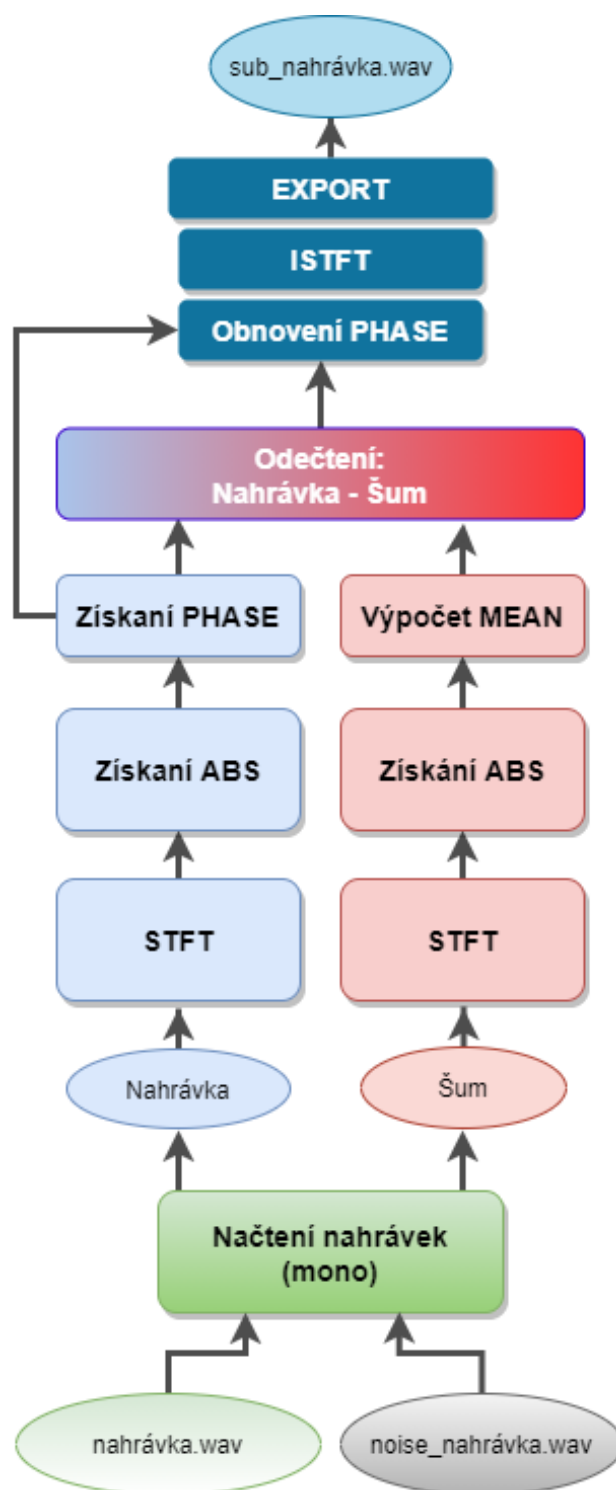 sub_nahrávka.wav
EXPORT
ISTFT
Obnovení PHASE
Odečtení:
Nahrávka - Šum
Získaní PHASE
Výpočet MEAN
Získaní ABS
Získání ABS
STFT
STFT
Nahrávka
Šum
Načtení nahrávek
(mono)
nahrávka.wav
noise_nahrávka.wav